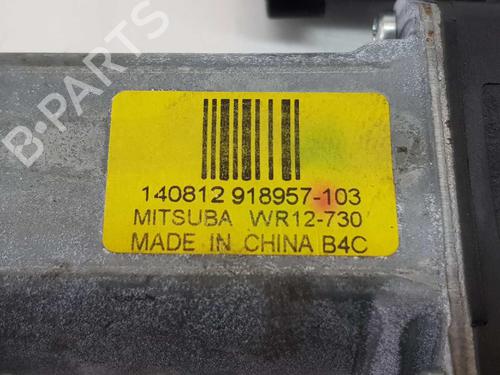 B-PARTS
140812 918957-103
MITSUBA WR12-730
MADE IN CHINA B4C